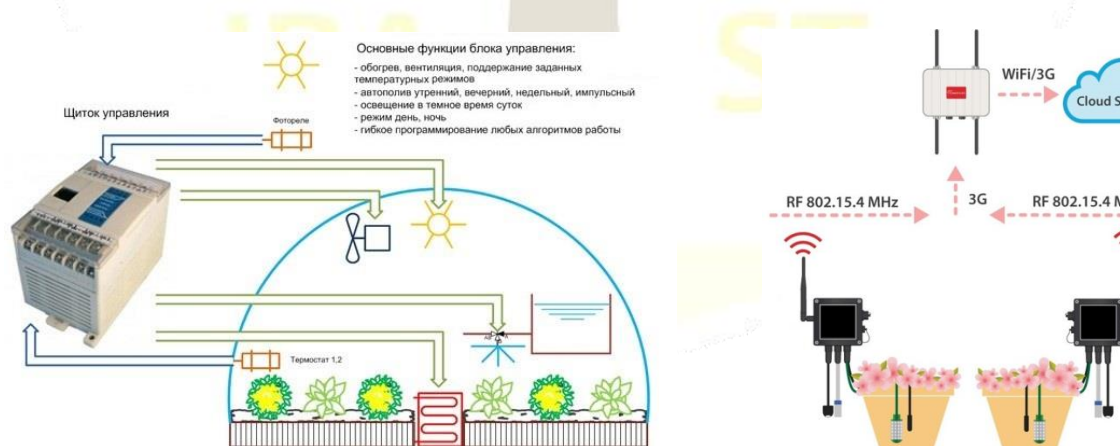 Основные функции блока управления:
- обогрев, вентиляция, поддержание заданных
температурных режимов
- автополив утренний, вечерний, недельный, импульсный
- освещение в темное время суток
- режим день, ночь
- гибкое программирование любых алгоритмов работы
Щиток управления
Фотореле
Термостат 1,2
WiFi/3G
Cloud S
RF 802.15.4 MHz
3G
RF 802.15.4 M